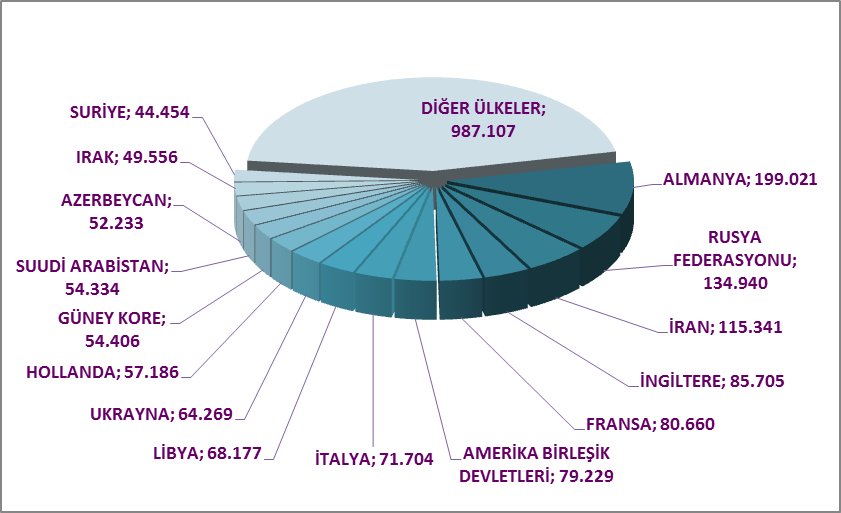 DİĞER ÜLKELER;
987.107
ALMANYA; 199.021
RUSYA
FEDERASYONU;
134.940
İRAN; 115.341
İNGİLTERE; 85.705
FRANSA; 80.660
AMERİKA BİRLEŞİK
DEVLETLERİ; 79.229
İTALYA; 71.704
LİBYA; 68.177
UKRAYNA; 64.269
HOLLANDA; 57.186
GÜNEY KORE;
54.406
SUUDİ ARABİSTAN;
54.334
AZERBEYCAN;
52.233
IRAK; 49.556
SURİYE; 44.454